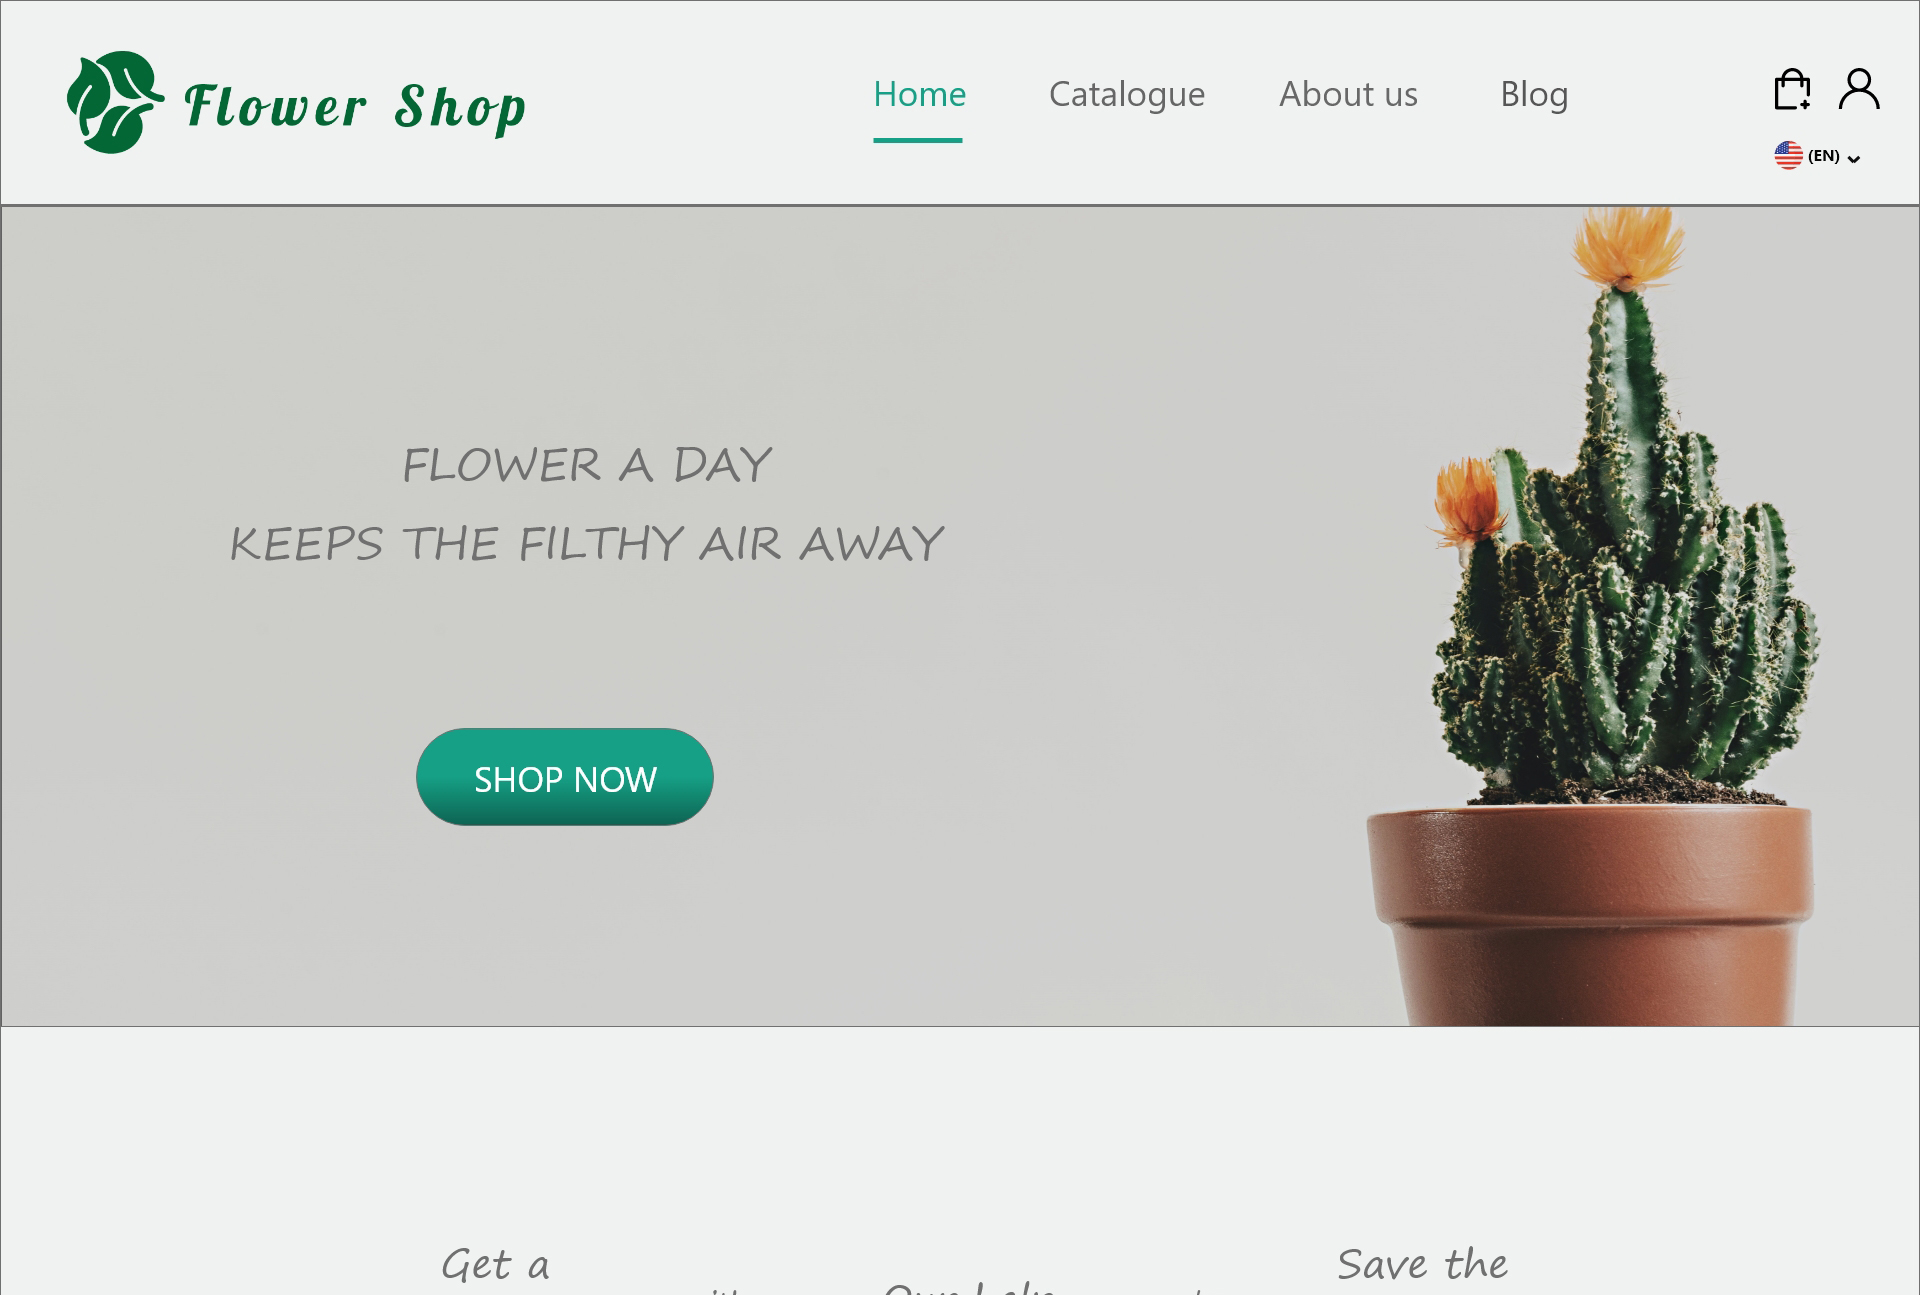 Flower Shop
Home Catalogue About us Blog
(EN)
FLOWER A DAY
KEEPS THE FILTHY AIR AWAY
SHOP NOW
Get a
Save the